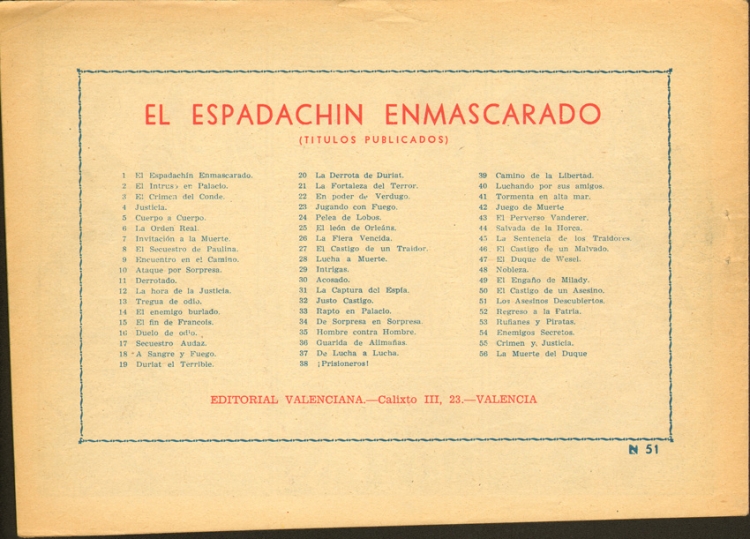 EL ESPADACHIN ENMASCARADO
(TITULOS PUBLICADOS)
1 El Espadachín Enmascarado.
2 El Intruso en Palacio.
3 El Crimen del Conde.
4 Justicia.
5 Cuerpo a Cuerpo.
6 La Orden Real.
7 Invitación a la Muerte.
8 El Secuestro de Paulina.
9 Encuentro en el Camino.
10 Ataque por Sorpresa.
11 Derrotado.
12 La hora de la Justicia.
13 Tregua de odio.
14 El enemigo burlado.
15 El fin de Francois.
16 Duelo de odio.
17 Secuestro Audaz.
18 A Sangre y Fuego.
19 Duriat el Terrible.
20 La Derrota de Duriat.
21 La Fortaleza del Terror.
22 En poder de Verdugo.
23 Jugando con Fuego.
24 Pelea de Lobos.
25 El león de Orleáns.
26 La Fiera Vencida.
27 El Castigo de un Traidor.
28 Lucha a Muerte.
29 Intrigas.
30 Acosado.
31 La Captura del Espía.
32 Justo Castigo.
33 Rapto en Palacio.
34 De Sorpresa en Sorpresa.
35 Hombre contra Hombre.
36 Guarida de Alimañas.
37 De Lucha a Lucha.
38 ¡Prisioneros!
39 Camino de la Libertad.
40 Luchando por sus amigos.
41 Tormenta en alta mar.
42 Juego de Muerte
43 El Perverso Vanderer.
44 Salvada de la Horca.
45 La Sentencia de los Traidores.
46 El Castigo de un Malvado.
47 El Duque de Wesel.
48 Nobleza.
49 El Engaño de Milady.
50 El Castigo de un Asesino.
51 Los Asesinos Descubiertos.
52 Regreso a la Patria.
53 Rufianes y Piratas.
54 Enemigos Secretos.
55 Crimen y Justicia.
56 La Muerte del Duque
EDITORIAL VALENCIANA.—Calixto III, 23.—VALENCIA
N 51